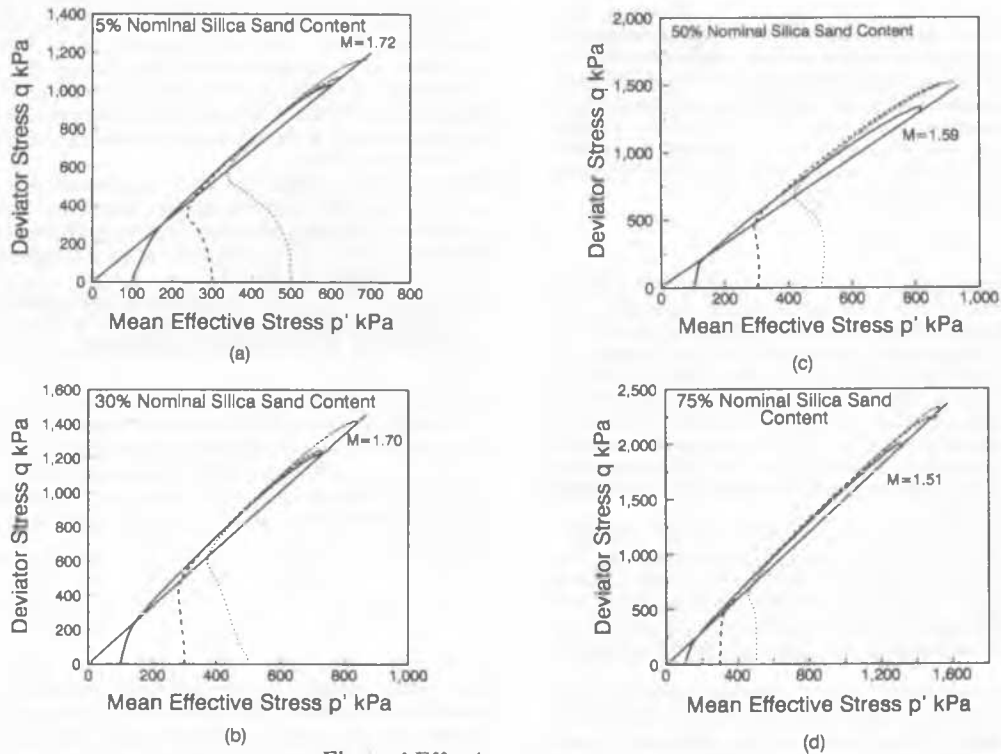 5% Nominal Silica Sand Content
M=1.72
1,400
1,200
1,000
800
600
400
200
0
Deviator Stress q kPa
0 100 200 300 400 500 600 700 800
Mean Effective Stress p' kPa
(a)
30% Nominal Silica Sand Content
M=1.70
1,600
1,400
1,200
1,000
800
600
400
200
0
Deviator Stress q kPa
0 200 400 600 800 1,000
Mean Effective Stress p' kPa
(b)
50% Nominal Silica Sand Content
M=1.59
2,000
1,500
1,000
500
0
Deviator Stress q kPa
0 200 400 600 800 1,000
Mean Effective Stress p' kPa
(c)
75% Nominal Silica Sand
Content
M=1.51
2,500
2,000
1,500
1,000
500
0
Deviator Stress q kPa
0 400 800 1,200 1,600
Mean Effective Stress p' kPa
(d)